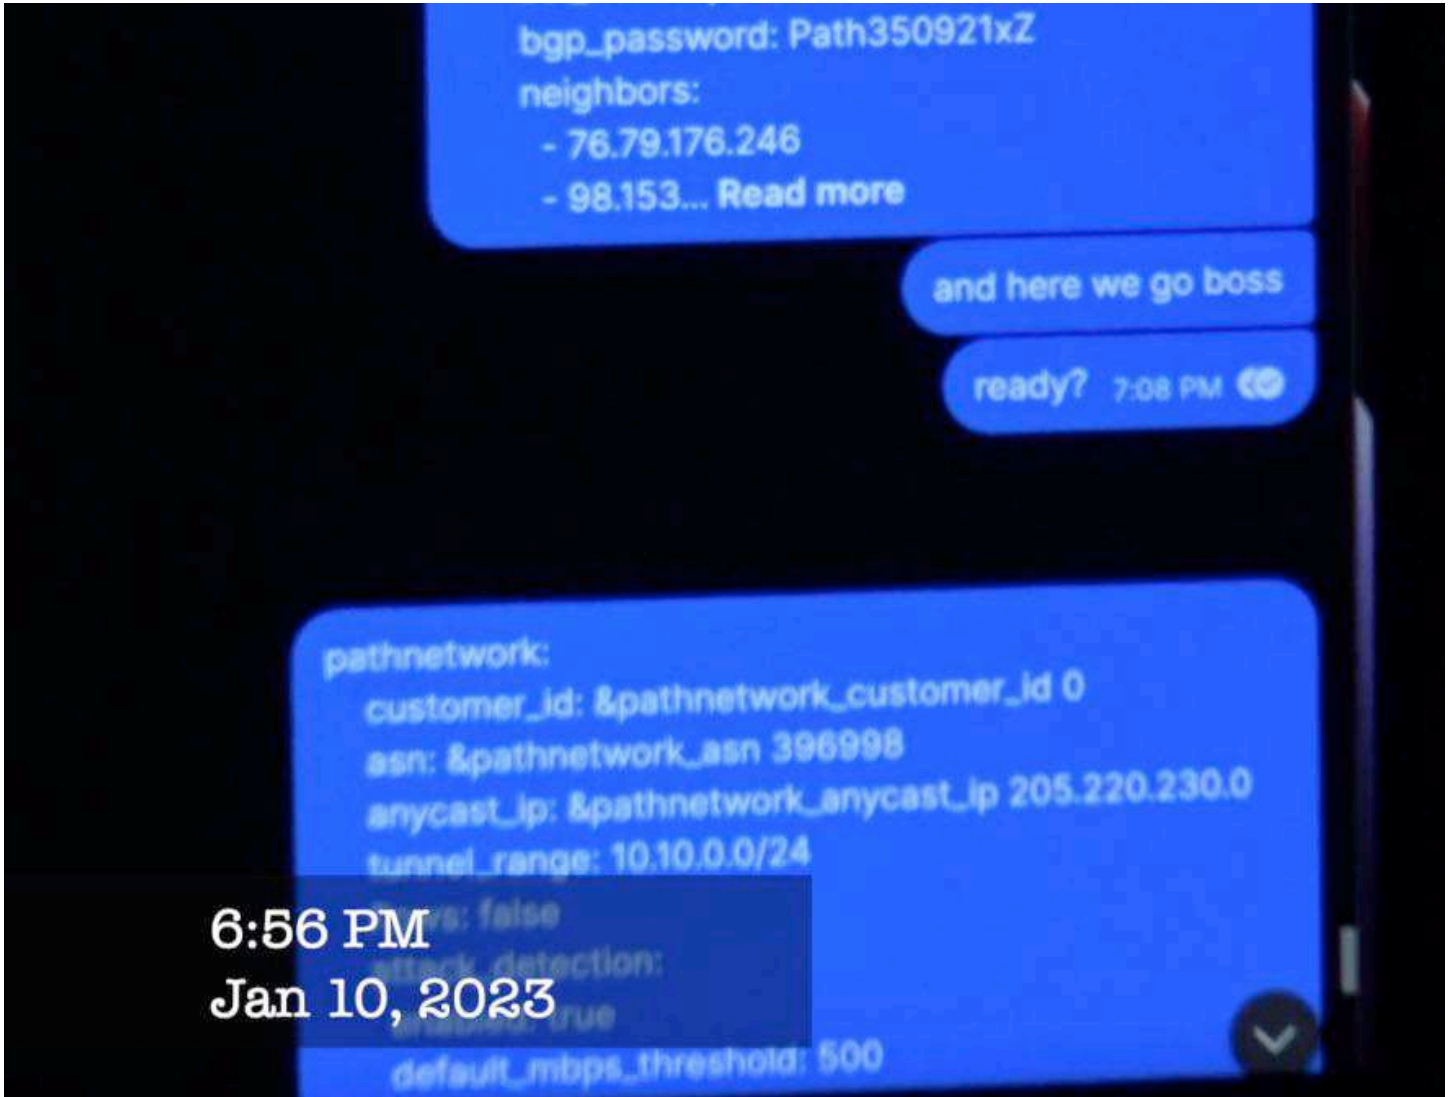 bgp_password: Path350921xZ
neighbors:
- 76.79.176.246
- 98.153... Read more
and here we go boss
ready? 7:08 PM
pathnetwork:
customer_id: &pathnetwork_customer_id 0
asn: &pathnetwork_asn 396998
anycast_ip: &pathnetwork_anycast_ip 205.220.230.0
tunnel_range: 10.10.0.0/24
false
attack_detection:
enabled: true
default_mbps_threshold: 500
6:56 PM
Jan 10, 2023